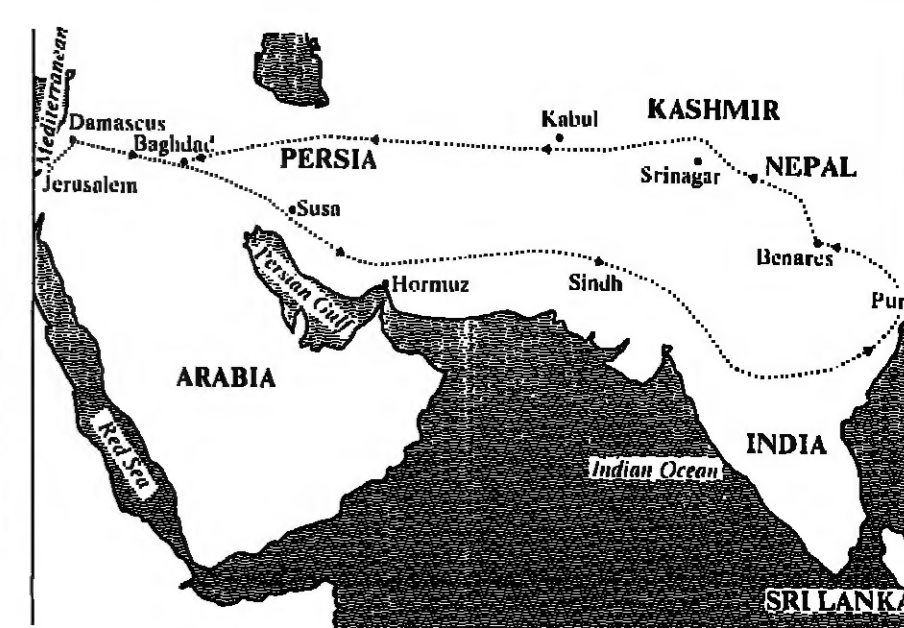 Mediterranean
Damascus
Baghdad
Jerusalem
PERSIA
Kabul
KASHMIR
Srinagar
NEPAL
Susa
Benares
Persian Gulf
Hormuz
Sindh
Pur
ARABIA
Red Sea
INDIA
Indian Ocean
SRI LANKA